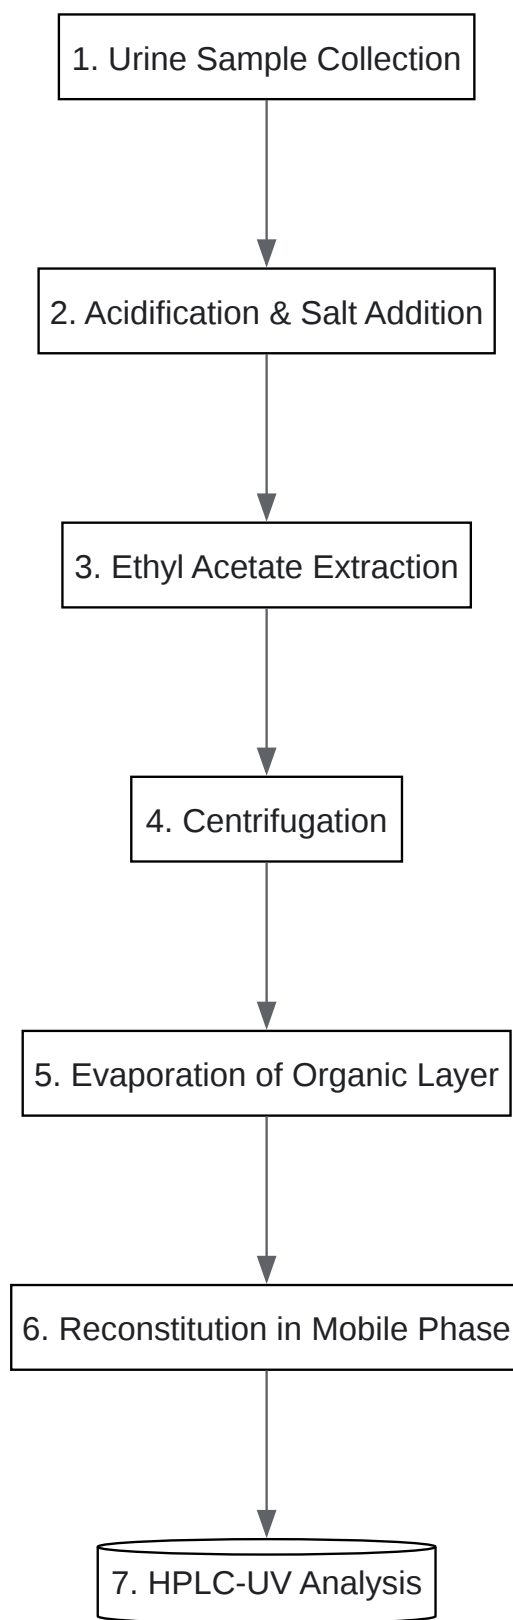 1. Urine Sample Collection
2. Acidification & Salt Addition
3. Ethyl Acetate Extraction
4. Centrifugation
5. Evaporation of Organic Layer
6. Reconstitution in Mobile Phase
7. HPLC-UV Analysis